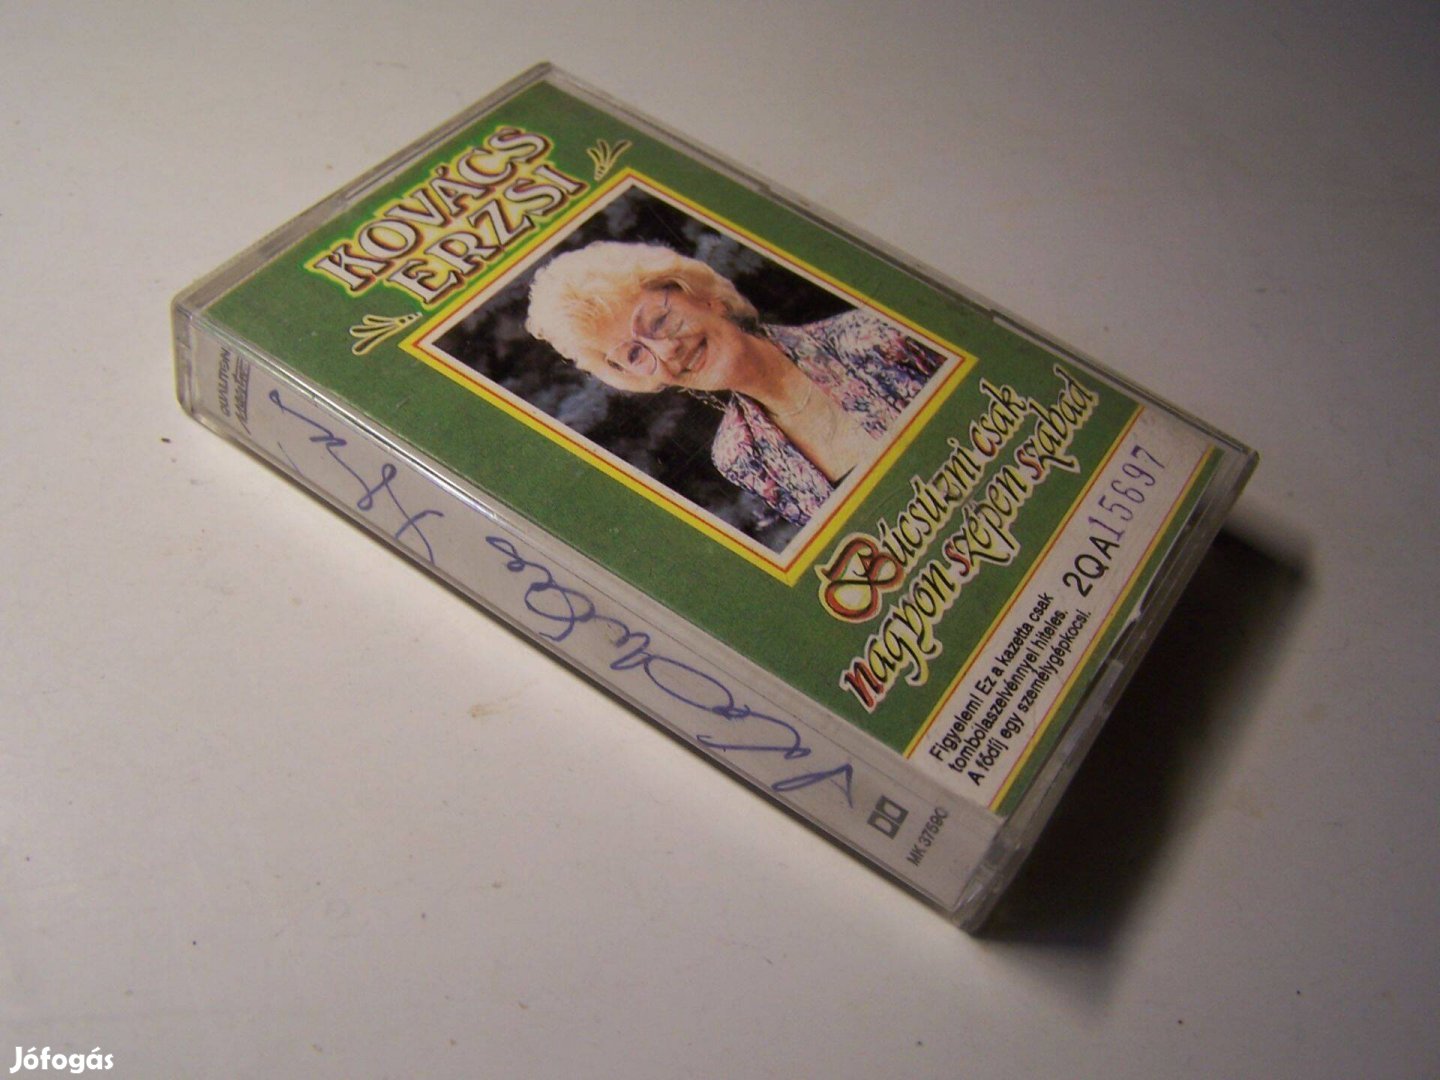 KOVÁCS
ERZSI
Búcsúzni csak
nagyon szépen szabad
Figyelem! Ez a kazetta csak
tombolaszelvénnyel hiteles.
A fődíj egy személygépkocsi.
2QA15697
MK 37590
Jófogás